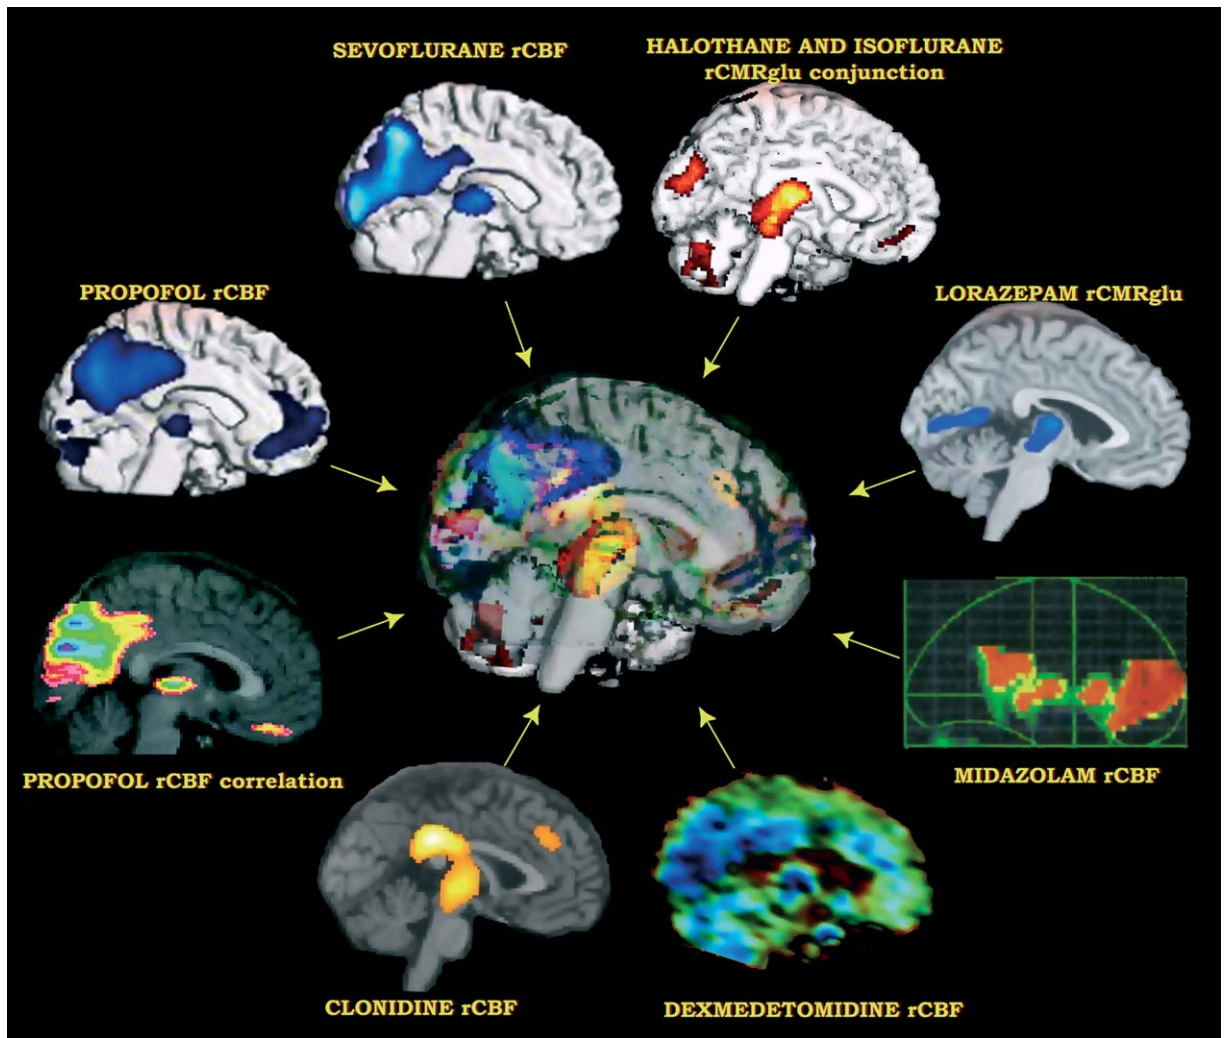 SEVOFLURANE rCBF
HALOTHANE AND ISOFLURANE
rCMRglu conjunction
PROPOFOL rCBF
LORAZEPAM rCMRglu
PROPOFOL rCBF correlation
MIDAZOLAM rCBF
CLONIDINE rCBF
DEXMEDETOMIDINE rCBF